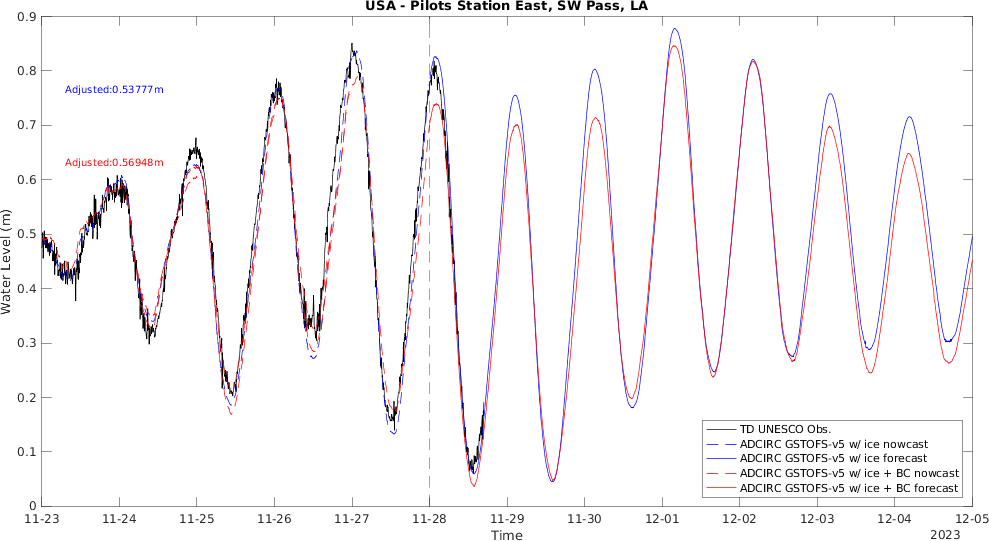 USA - Pilots Station East, SW Pass, LA
0.9
0.8
0.7
0.6
0.5
0.4
0.3
0.2
0.1
0
Water Level (m)
Adjusted:0.53777m
Adjusted:0.56948m
TD UNESCO Obs.
ADCIRC GSTOFS-v5 w/ ice nowcast
ADCIRC GSTOFS-v5 w/ ice forecast
ADCIRC GSTOFS-v5 w/ ice + BC nowcast
ADCIRC GSTOFS-v5 w/ ice + BC forecast
11-23 11-24 11-25 11-26 11-27 11-28 11-29 11-30 12-01 12-02 12-03 12-04 12-05
Time
2023